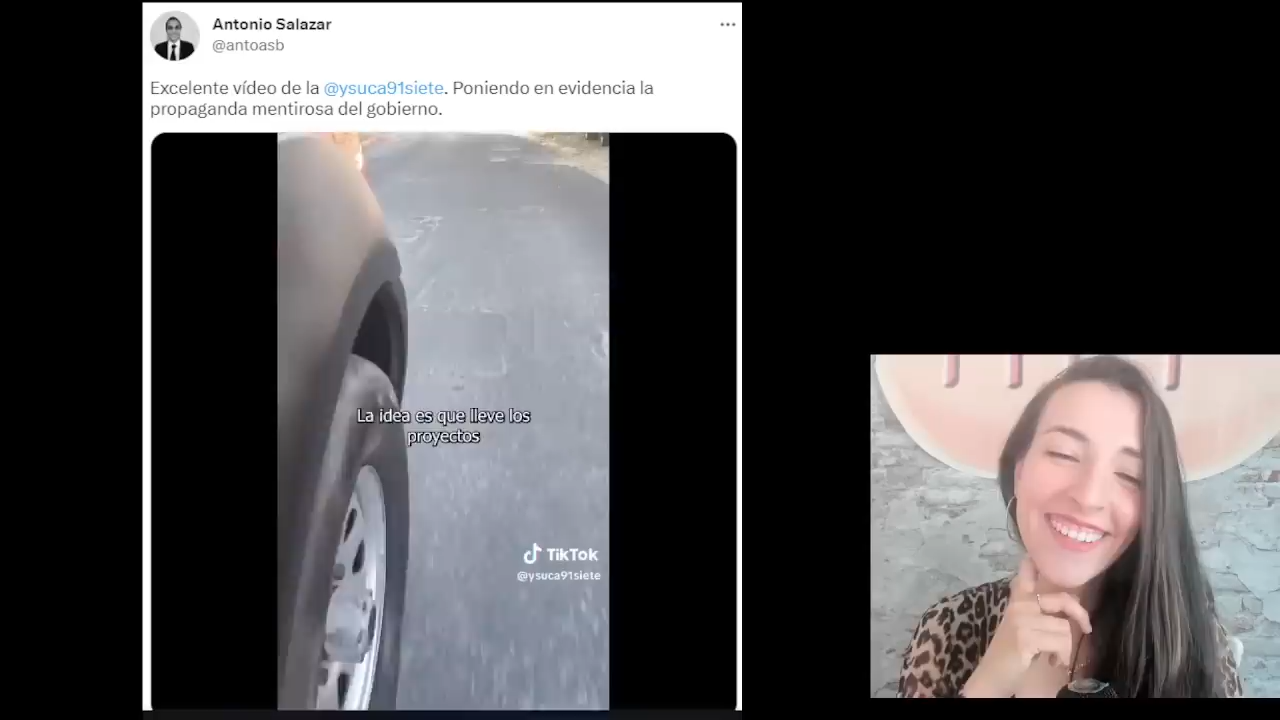 Antonio Salazar
@antoasb
Excelente vídeo de la @ysuca91siete. Poniendo en evidencia la
propaganda mentirosa del gobierno.
La idea es que lleve los
proyectos
TikTok
@ysuca91siete